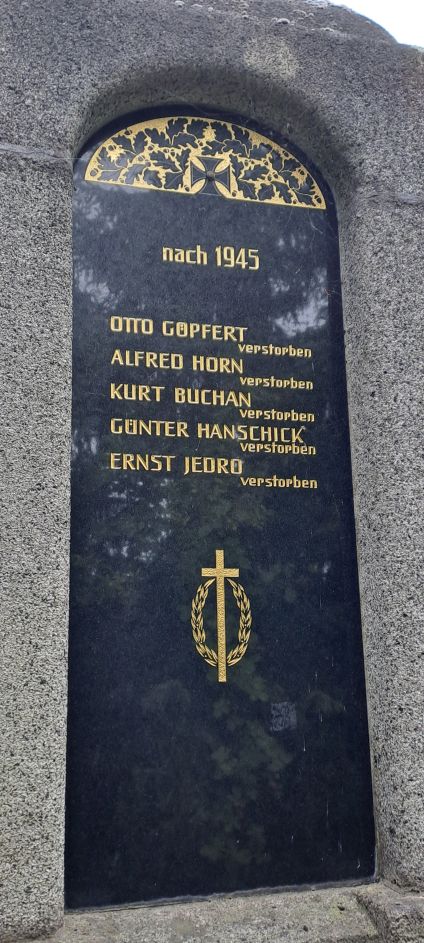 nach 1945
OTTO GÖPFERT
verstorben
ALFRED HORN
verstorben
KURT BUCHAN
verstorben
GÜNTER HANSCHICK
verstorben
ERNST JEDRO
verstorben